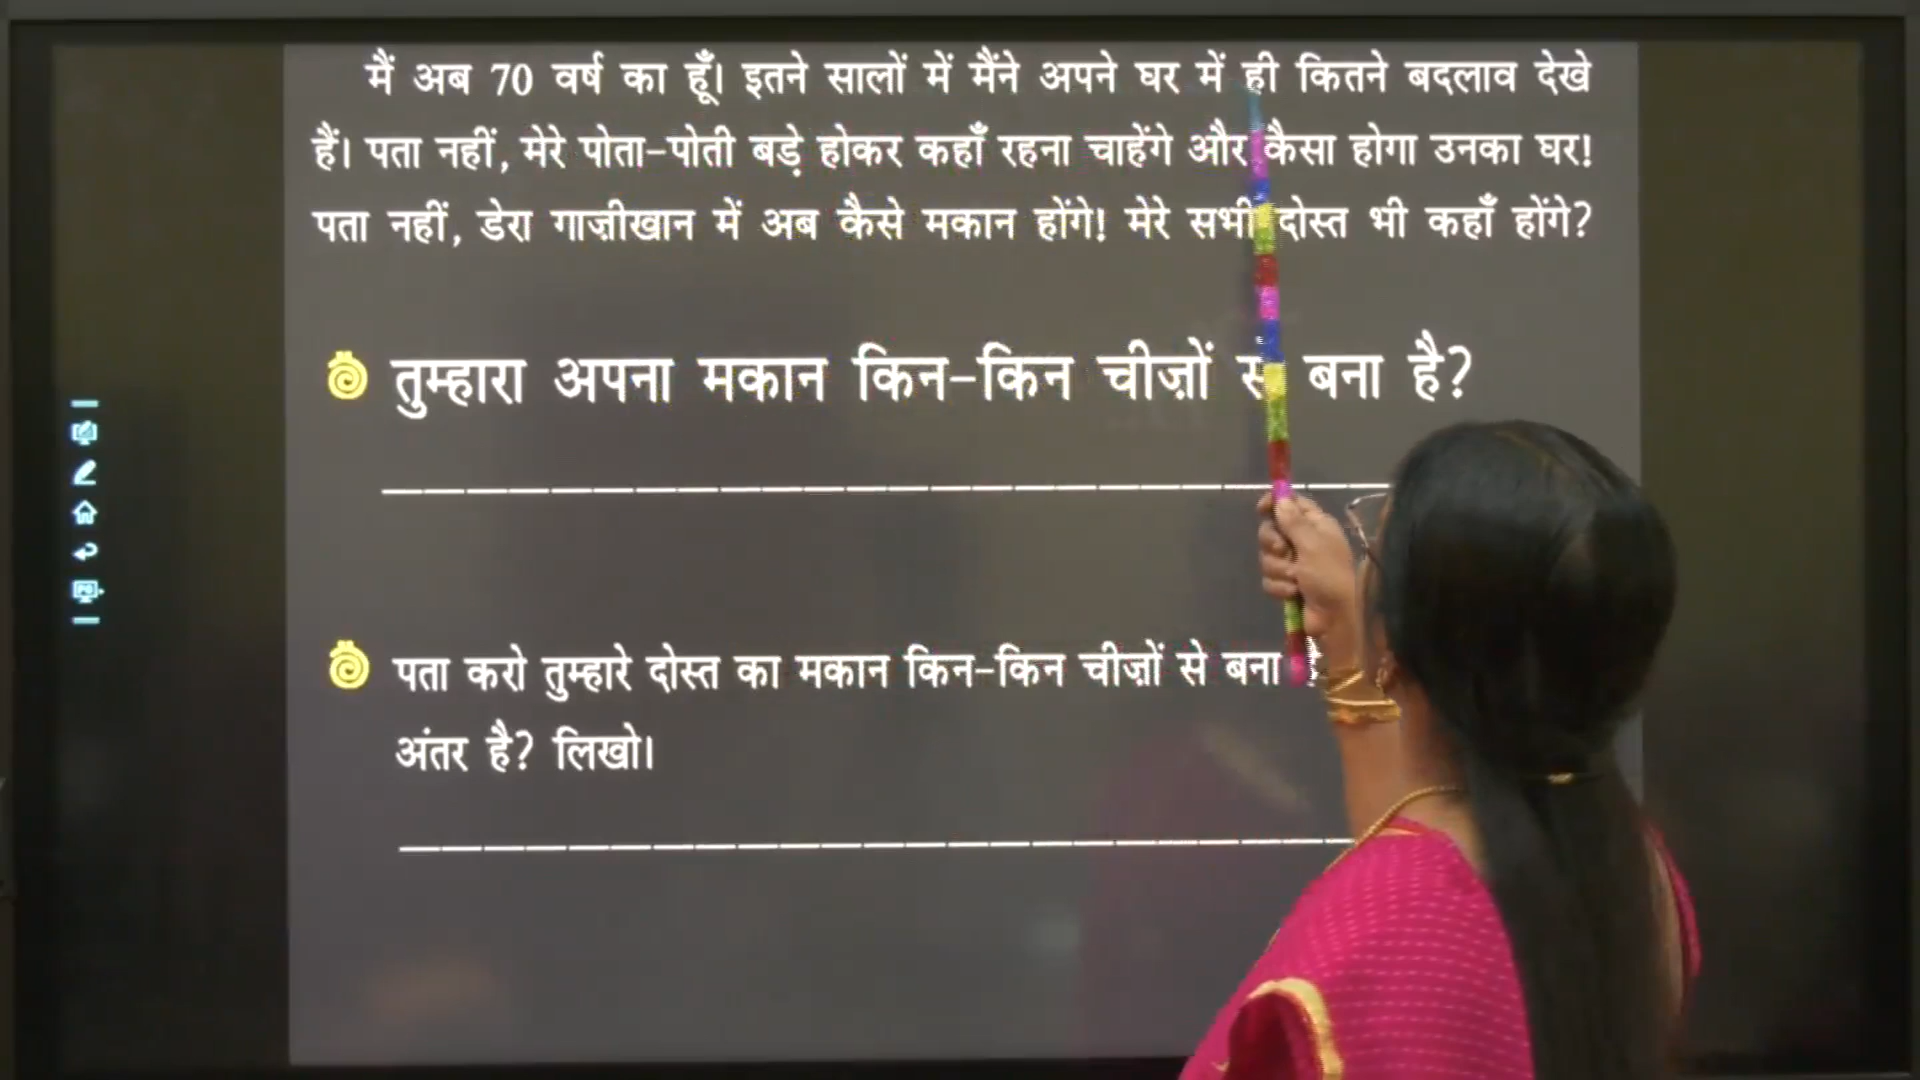 मैं अब 70 वर्ष का हूँ। इतने सालों में मैंने अपने घर में ही कितने बदलाव देखे
हैं। पता नहीं, मेरे पोता-पोती बड़े होकर कहाँ रहना चाहेंगे और कैसा होगा उनका घर!
पता नहीं, डेरा गाज़ीखान में अब कैसे मकान होंगे! मेरे सभी दोस्त भी कहाँ होंगे?
तुम्हारा अपना मकान किन-किन चीज़ों से बना है?
पता करो तुम्हारे दोस्त का मकान किन-किन चीज़ों से बना
अंतर है? लिखो।